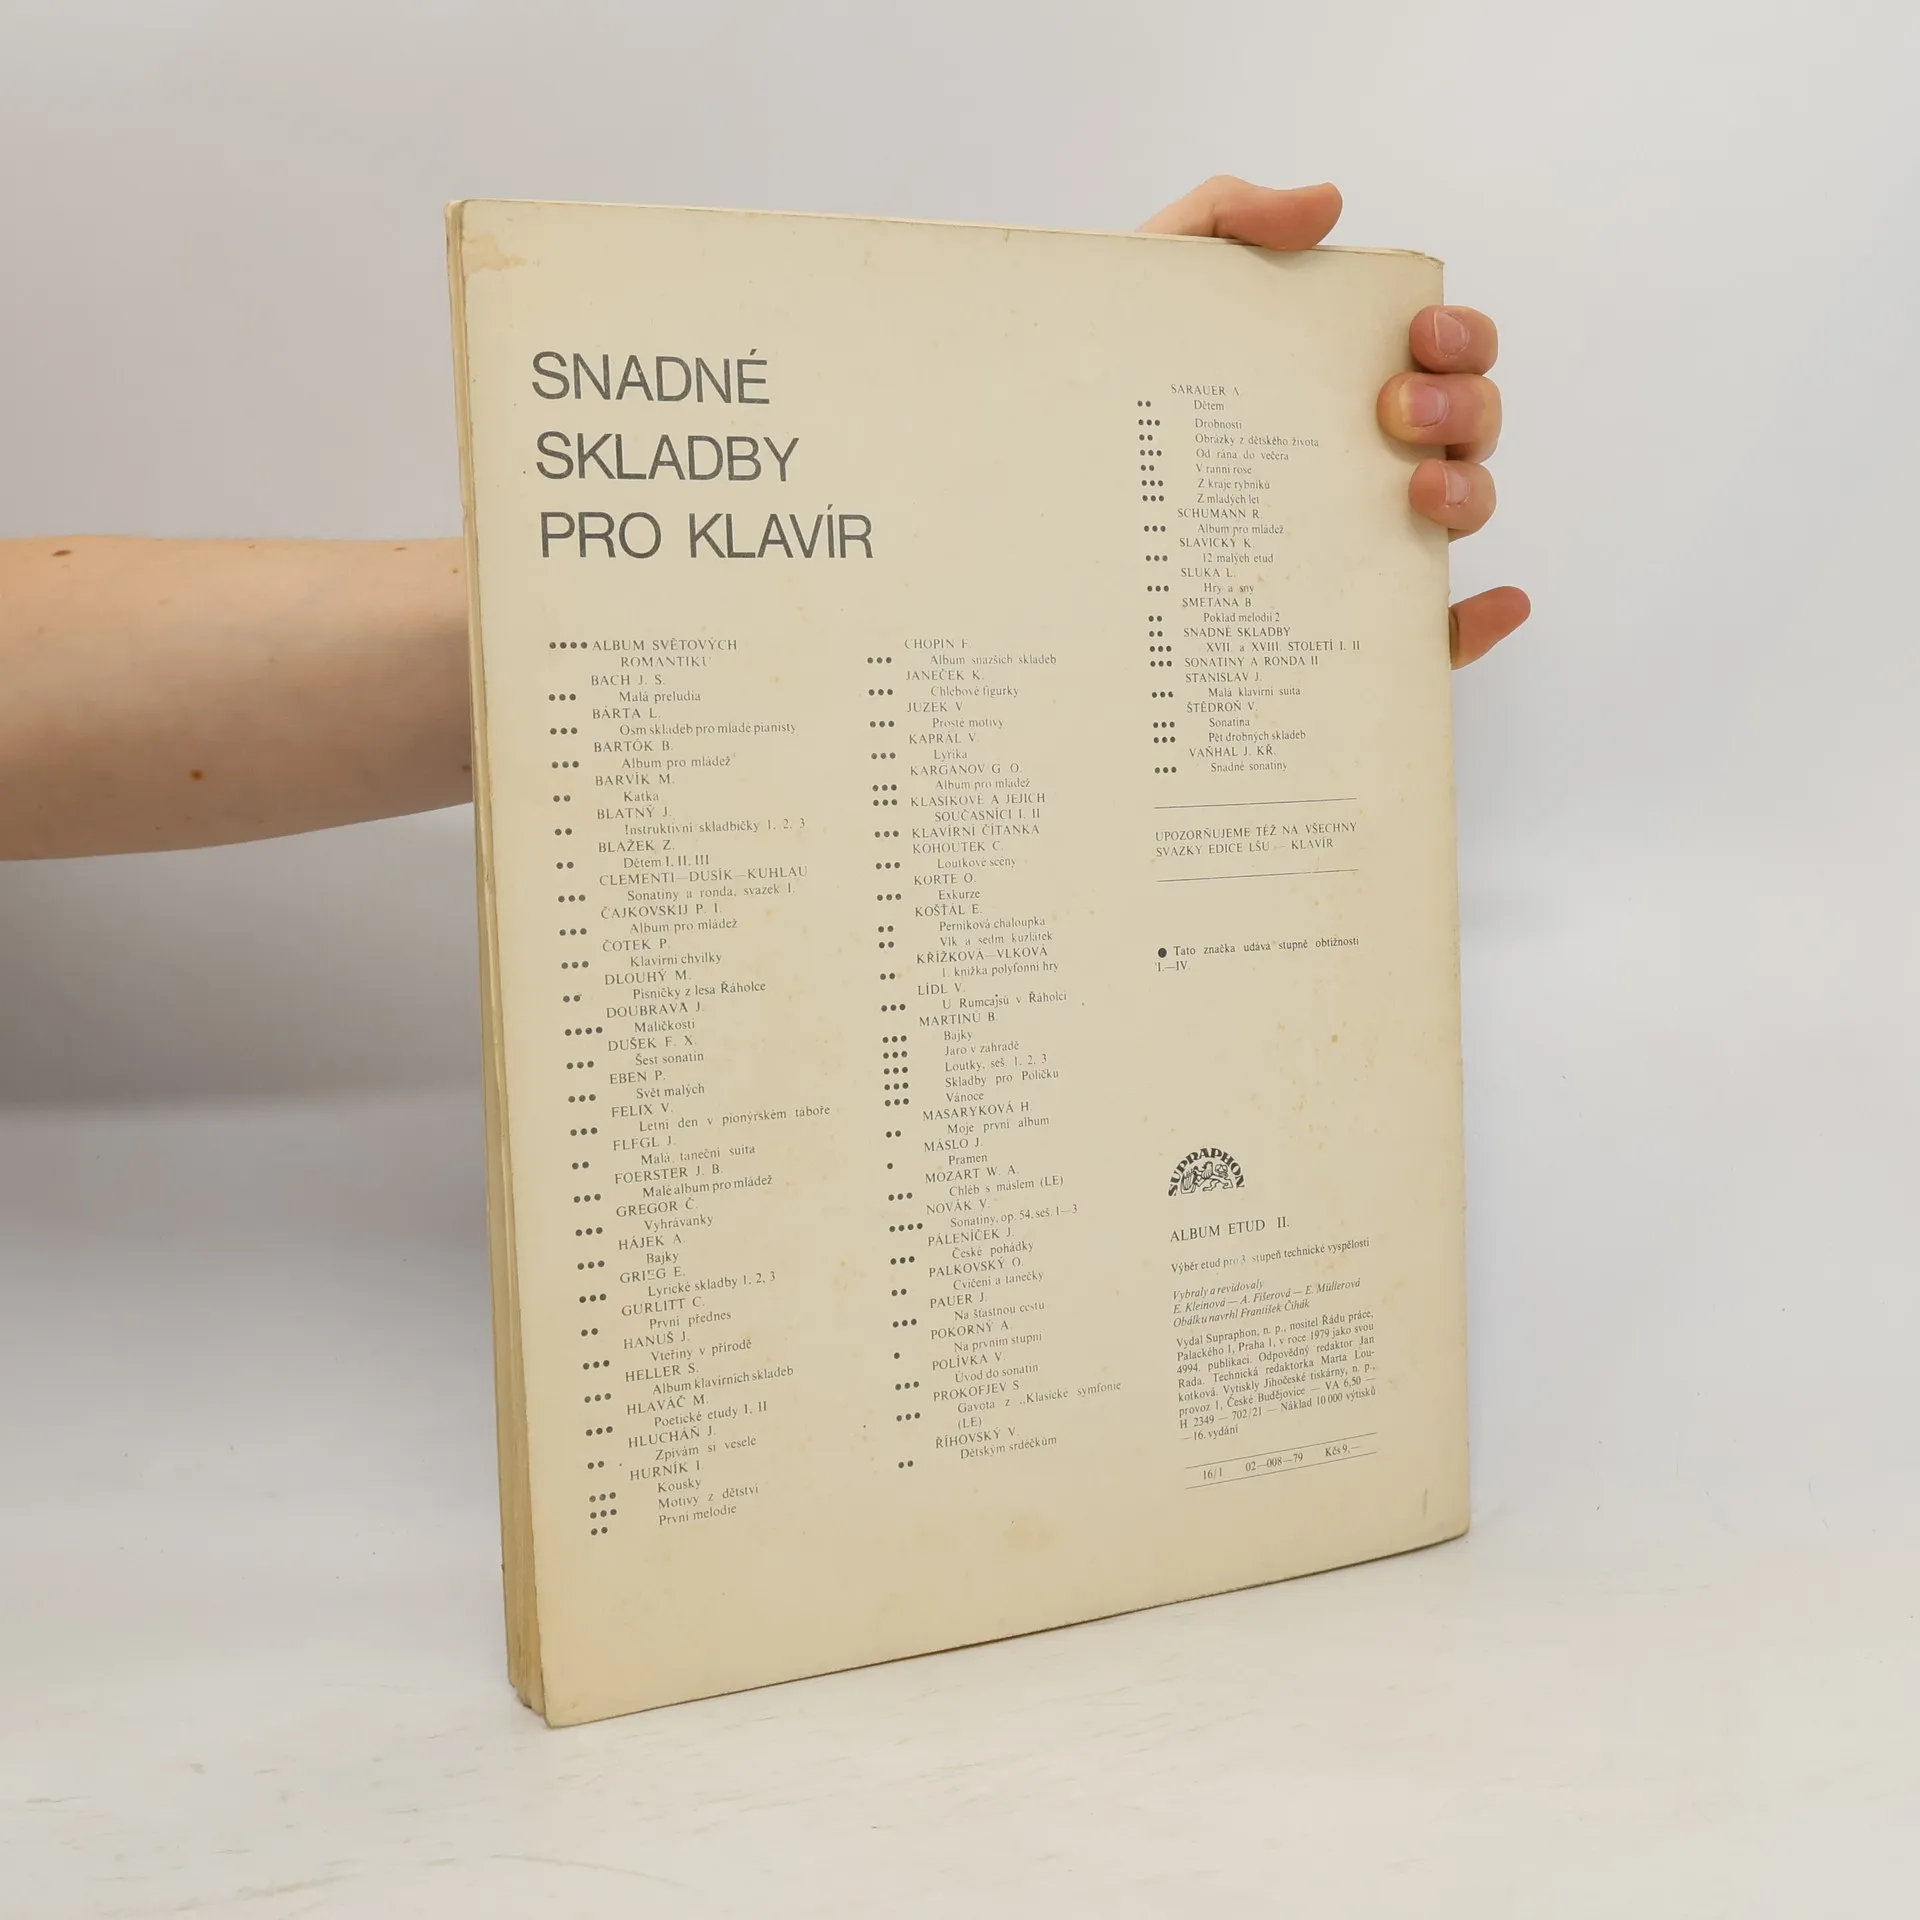 SNADNÉ
SKLADBY
PRO KLAVÍR
•••• ALBUM SVĚTOVÝCH
ROMANTIKŮ
BACH J. S.
••• Malá preludia
BÁRTA L.
••• Osm skladeb pro mladé pianisty
BARTÓK B.
••• Album pro mládež
BARVÍK M.
•• Katka
BLATNÝ J.
•• Instruktivní skladbičky 1, 2, 3
BLAŽEK Z.
•• Dětem I, II, III
CLEMENTI—DUSÍK—KUHLAU
••• Sonatiny a ronda, svazek I.
ČAJKOVSKIJ P. I.
••• Album pro mládež
ČOTEK P.
••• Klavírní chvilky
DLOUHÝ M.
•• Písničky z lesa Řáholce
DOUBRAVA J.
•••• Maličkosti
DUŠEK F. X.
••• Šest sonatin
EBEN P.
••• Svět malých
FELIX V.
••• Letní den v pionýrském táboře
FLEGL J.
•• Malá taneční suita
FOERSTER J. B.
••• Malé album pro mládež
GREGOR Č.
••• Vyhrávanky
HÁJEK A.
••• Bajky
GRIEG E.
••• Lyrické skladby 1, 2, 3
GURLITT C.
•• První přednes
HANUŠ J.
••• Vteřiny v přírodě
HELLER S.
••• Album klavírních skladeb
HLAVÁČ M.
••• Poetické etudy I, II
HLUCHÁŇ J.
•• Zpívám si vesele
HURNÍK I.
••• Kousky
••• Motivy z dětství
•• První melodie
CHOPIN F.
••• Album snazších skladeb
JANEČEK K.
••• Chlebové figurky
JUZEK V.
••• Prosté motivy
KAPRÁL V.
••• Lyrika
KARGANOV G. O.
••• Album pro mládež
••• KLASIKOVÉ A JEJICH
SOUČASNÍCI I, II
••• KLAVÍRNÍ ČÍTANKA
KOHOUTEK C.
••• Loutkové scény
KORTE O.
••• Exkurze
KOŠŤÁL E.
•• Perníková chaloupka
•• Vlk a sedm kůzlátek
KŘÍŽKOVÁ—VLKOVÁ
•• 1. knížka polyfonní hry
LÍDL V.
••• U Rumcajsů v Řáholci
MARTINŮ B.
••• Bajky
••• Jaro v zahradě
••• Loutky, seš. 1, 2, 3
••• Skladby pro Poličku
••• Vánoce
MASARYKOVÁ H.
•• Moje první album
MÁSLO J.
• Pramen
MOZART W. A.
••• Chléb s máslem (LE)
NOVÁK V.
•••• Sonatiny, op. 54, seš. 1—3
PÁLENÍČEK J.
••• České pohádky
PALKOVSKÝ O.
•• Cvičení a tanečky
PAUER J.
••• Na šťastnou cestu
POKORNÝ A.
• Na prvním stupni
POLÍVKA V.
••• Úvod do sonatin
PROKOFJEV S.
••• Gavota z „Klasické symfonie
(LE)
ŘÍHOVSKÝ V.
•• Dětským srdéčkům
SARAUER A.
•• Dětem
••• Drobnosti
•• Obrázky z dětského života
••• Od rána do večera
•• V ranní rose
••• Z kraje rybníků
••• Z mladých let
SCHUMANN R.
••• Album pro mládež
SLAVICKÝ K.
••• 12 malých etud
SLUKA L.
••• Hry a sny
SMETANA B.
•• Poklad melodií 2
•• SNADNÉ SKLADBY
••• XVII. a XVIII. STOLETÍ I, II
••• SONATINY A RONDA II
STANISLAV J.
••• Malá klavírní suita
ŠTĚDROŇ V.
••• Sonatina
••• Pět drobných skladeb
VAŇHAL J. KŘ.
••• Snadné sonatiny
UPOZORŇUJEME TÉŽ NA VŠECHNY
SVAZKY EDICE LŠU — KLAVÍR
● Tato značka udává stupně obtížnosti
I.—IV.
SUPRAPHON
ALBUM ETUD II.
Výběr etud pro 3. stupeň technické vyspělosti
Vybraly a revidovaly
E. Kleinová — A. Fišerová — E. Müllerová
Obálku navrhl František Čihák
Vydal Supraphon, n. p., nositel Řádu práce,
Palackého 1, Praha 1, v roce 1979 jako svou
4994. publikaci. Odpovědný redaktor Jan
Rada. Technická redaktorka Marta Lou-
kotková. Vytiskly Jihočeské tiskárny, n. p.,
provoz 1, České Budějovice — VA 6,50 —
H 2349 — 702/21 — Náklad 10 000 výtisků
— 16. vydání
16/1 02—008—79 Kčs 9,—